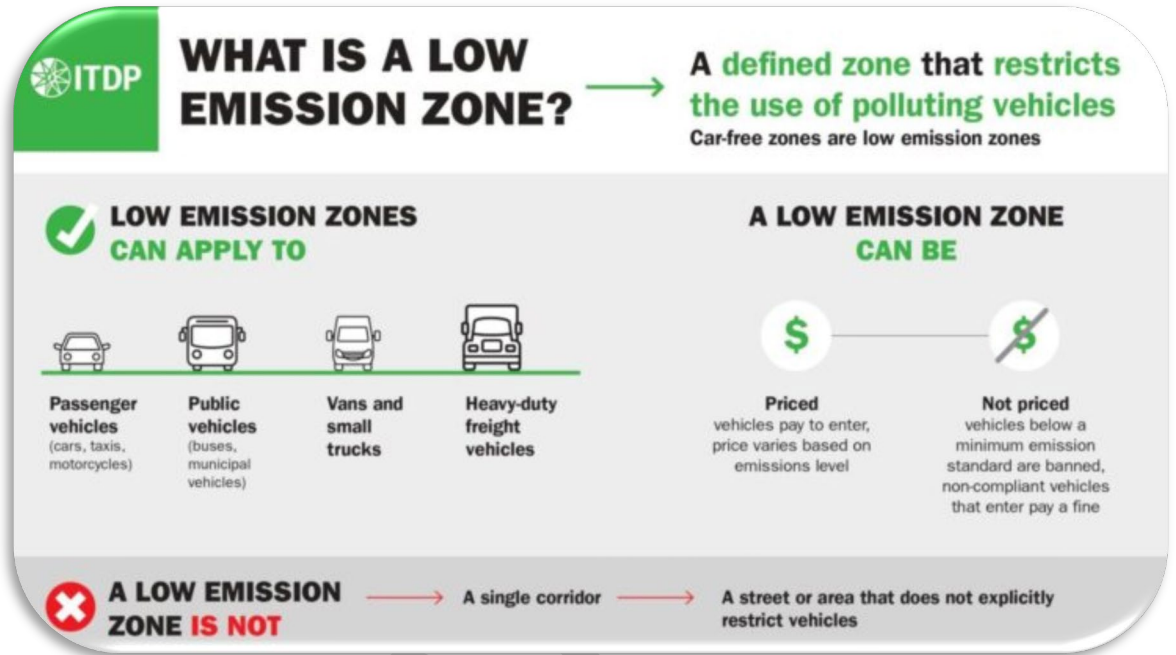 ITDP
WHAT IS A LOW
EMISSION ZONE?
A defined zone that restricts
the use of polluting vehicles
Car-free zones are low emission zones
LOW EMISSION ZONES
CAN APPLY TO
Passenger
vehicles
(cars, taxis,
motorcycles)
Public
vehicles
(buses,
municipal
vehicles)
Vans and
small
trucks
Heavy-duty
freight
vehicles
A LOW EMISSION ZONE
CAN BE
$
$
Priced
vehicles pay to enter,
price varies based on
emissions level
Not priced
vehicles below a
minimum emission
standard are banned,
non-compliant vehicles
that enter pay a fine
A LOW EMISSION
ZONE IS NOT
A single corridor
A street or area that does not explicitly
restrict vehicles